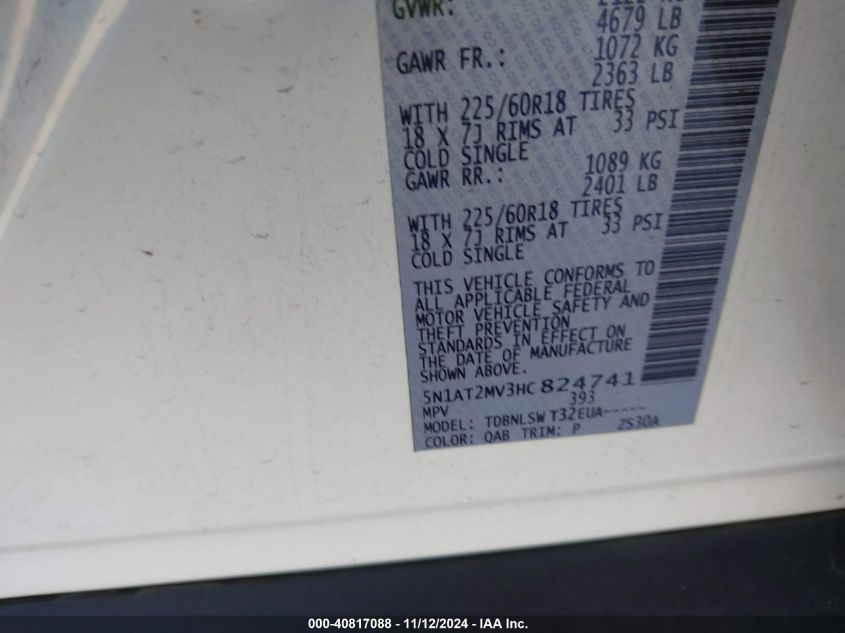 GVWR:
4679 LB
GAWR FR.: 1072 KG
2363 LB
WITH 225/60R18 TIRES
18 X 7J RIMS AT 33 PSI
COLD SINGLE
GAWR RR.: 1089 KG
2401 LB
WITH 225/60R18 TIRES
18 X 7J RIMS AT 33 PSI
COLD SINGLE
THIS VEHICLE CONFORMS TO
ALL APPLICABLE FEDERAL
MOTOR VEHICLE SAFETY AND
THEFT PREVENTION
STANDARDS IN EFFECT ON
THE DATE OF MANUFACTURE
SHOWN ABOVE.
5N1AT2MV3HC 824741
MPV 393
MODEL: TDBNLSW T32EUA-----
COLOR: QAB TRIM: P ZS30A
000-40817088 - 11/12/2024 - IAA Inc.